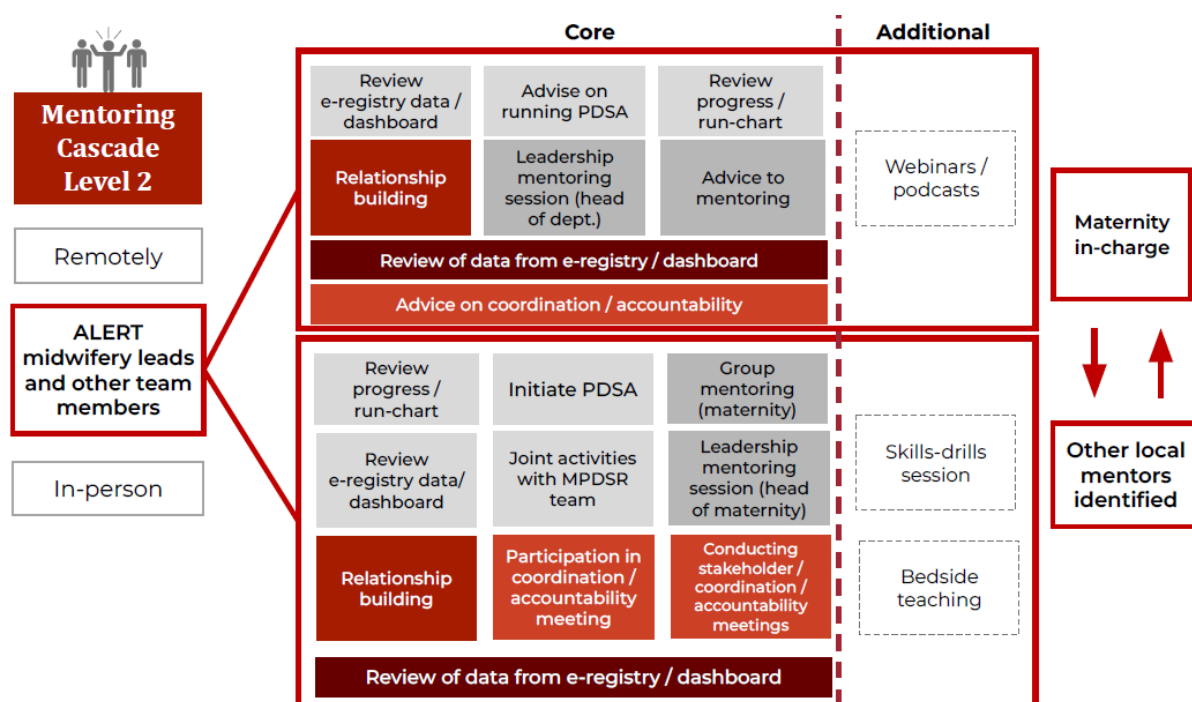 Core
Additional
Mentoring
Cascade
Level 2
Remotely
ALERT
midwifery leads
and other team
members
In-person
Review
e-registry data /
dashboard
Advise on
running PDSA
Review
progress /
run-chart
Relationship
building
Leadership
mentoring
session (head
of dept.)
Advice to
mentoring
Review of data from e-registry / dashboard
Advice on coordination / accountability
Webinars /
podcasts
Review
progress /
run-chart
Initiate PDSA
Group
mentoring
(maternity)
Review
e-registry data/
dashboard
Joint activities
with MPDSR
team
Leadership
mentoring
session (head
of maternity)
Relationship
building
Participation in
coordination /
accountability
meeting
Conducting
stakeholder /
coordination /
accountability
meetings
Review of data from e-registry / dashboard
Skills-drills
session
Bedside
teaching
Maternity
in-charge
Other local
mentors
identified